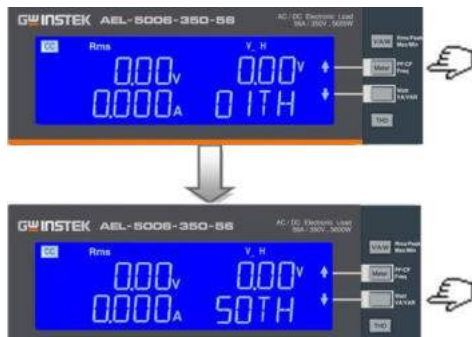 GWINSTEK AEL-5006-350-56
AC / DC Electronic Load
56A / 350V , 5600W
CC Rms V_ H
0.00V 0.00V
0.000A 01TH
V/A/W Rms/Peak Max/Min
Meter PF/CF Freq
Watt VA/VAR
THD
GWINSTEK AEL-5006-350-56
AC / DC Electronic Load
56A / 350V , 5600W
CC Rms V_ H
0.00V 0.00V
0.000A 50TH
V/A/W Rms/Peak Max/Min
Meter PF/CF Freq
Watt VA/VAR
THD